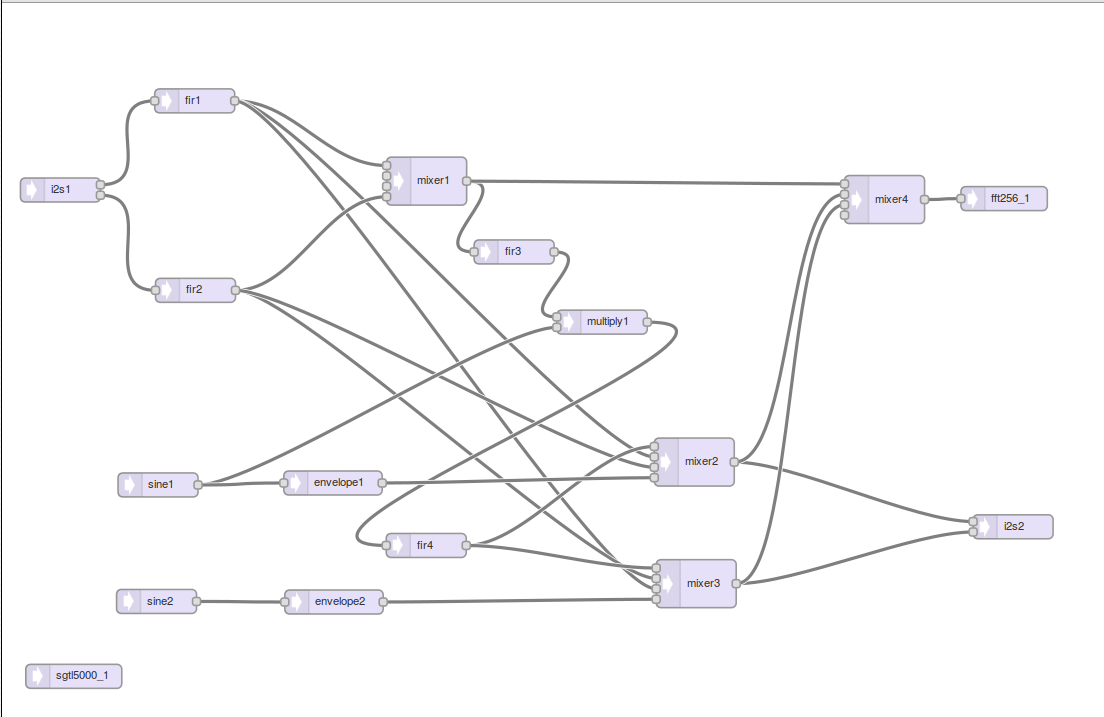 fir1
i2s1
mixer1
mixer4
fft256_1
fir3
fir2
multiply1
mixer2
sine1
envelope1
i2s2
fir4
mixer3
sine2
envelope2
sgtl5000_1